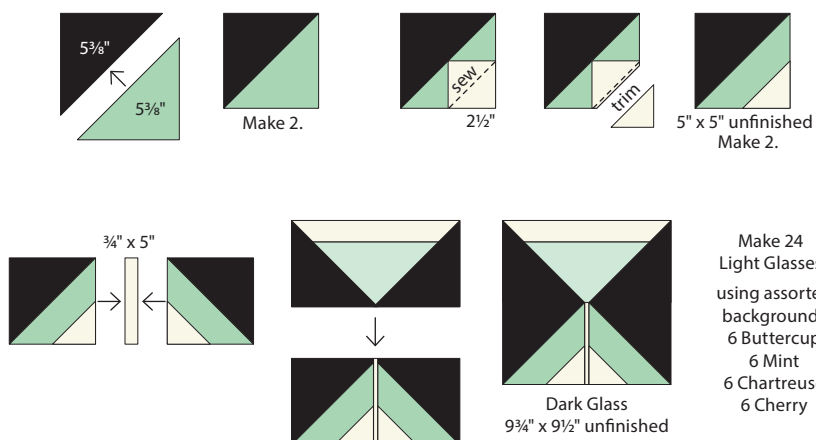 5⅜"
5⅜"
Make 2.
sew
2½"
trim
5" x 5" unfinished
Make 2.
¾" x 5"
Dark Glass
9¾" x 9½" unfinished
Make 24
Light Glasses
using assorte
background
6 Buttercup
6 Mint
6 Chartreus
6 Cherry